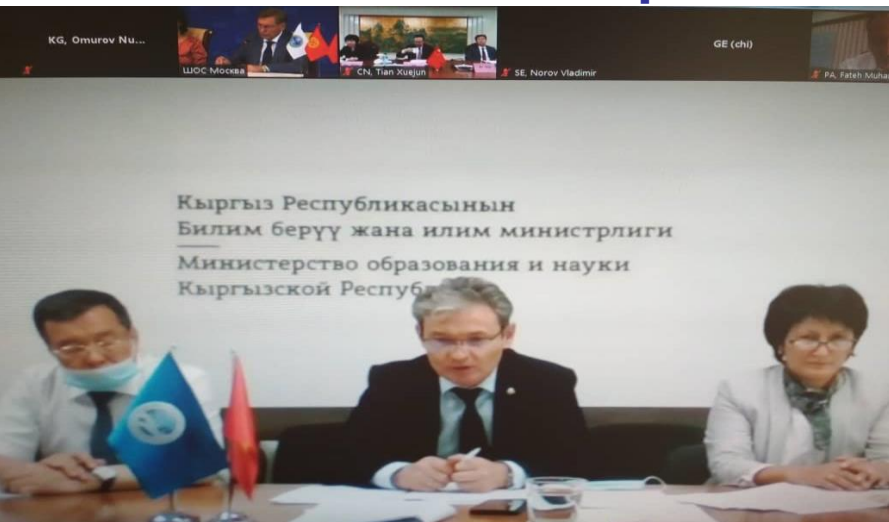 KG, Omurov Nu...
ШОС Москва
CN, Tian Xuejun
SE, Norov Vladimir
GE (chi)
PA, Fateh Muha
Кыргыз Республикасынын
Билим берүү жана илим министрлиги
Министерство образования и науки
Кыргызской Респуб